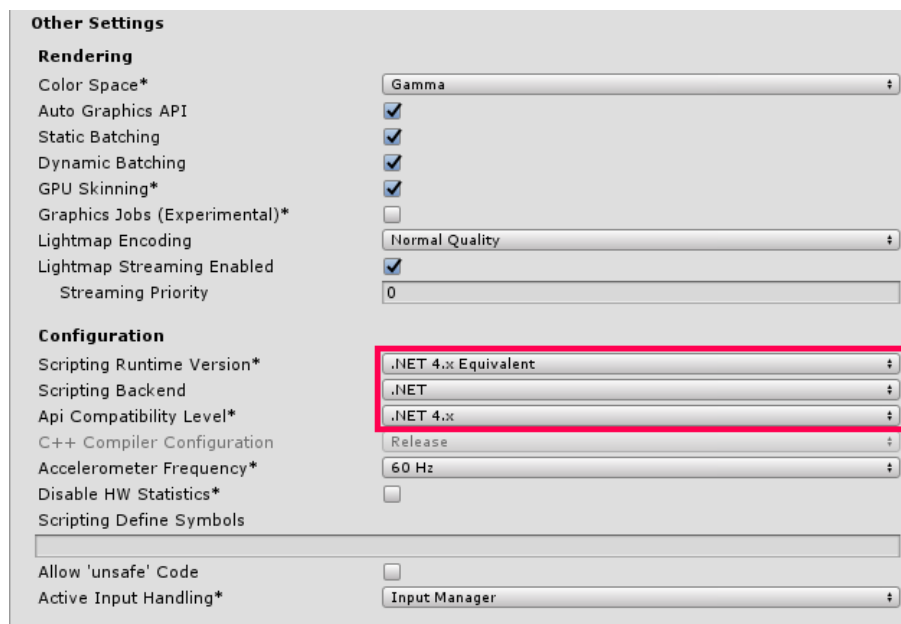 Other Settings
Rendering
Color Space* Gamma
Auto Graphics API
Static Batching
Dynamic Batching
GPU Skinning*
Graphics Jobs (Experimental)*
Lightmap Encoding Normal Quality
Lightmap Streaming Enabled
Streaming Priority 0
Configuration
Scripting Runtime Version* .NET 4.x Equivalent
Scripting Backend .NET
Api Compatibility Level* .NET 4.x
C++ Compiler Configuration Release
Accelerometer Frequency* 60 Hz
Disable HW Statistics*
Scripting Define Symbols
Allow 'unsafe' Code
Active Input Handling* Input Manager